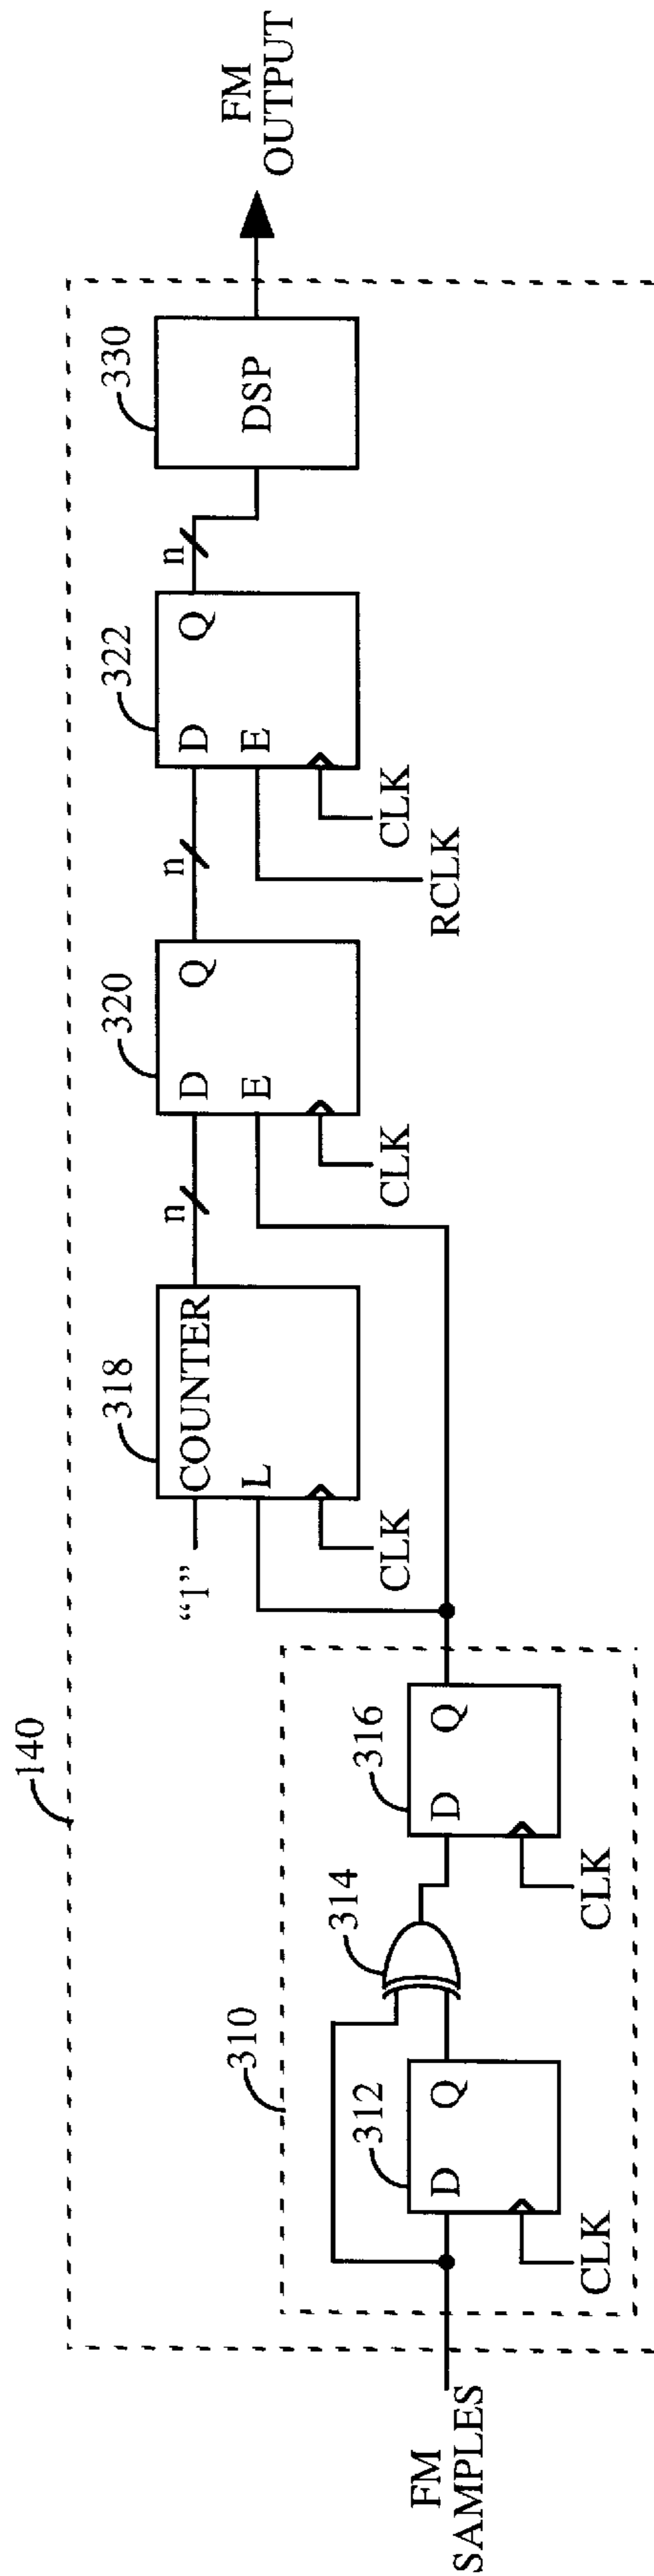 140
310
FM
SAMPLES
312
D
Q
CLK
314
316
D
Q
CLK
318
"1"
COUNTER
L
CLK
n
320
D
Q
E
CLK
n
322
D
Q
E
CLK
RCLK
n
330
DSP
FM
OUTPUT